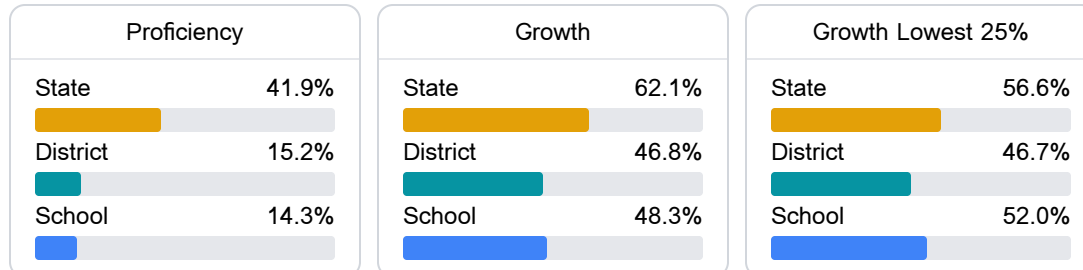 Proficiency
State 41.9%
District 15.2%
School 14.3%
Growth
State 62.1%
District 46.8%
School 48.3%
Growth Lowest 25%
State 56.6%
District 46.7%
School 52.0%